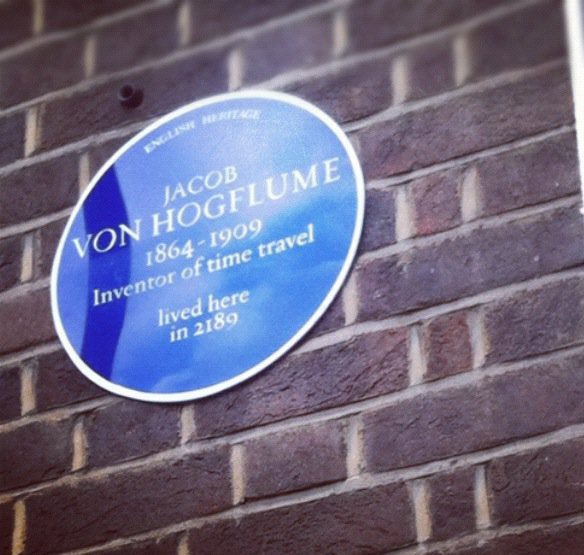 ENGLISH HERITAGE
JACOB
VON HOGFLUME
1864-1909
Inventor of time travel
lived here
in 2189